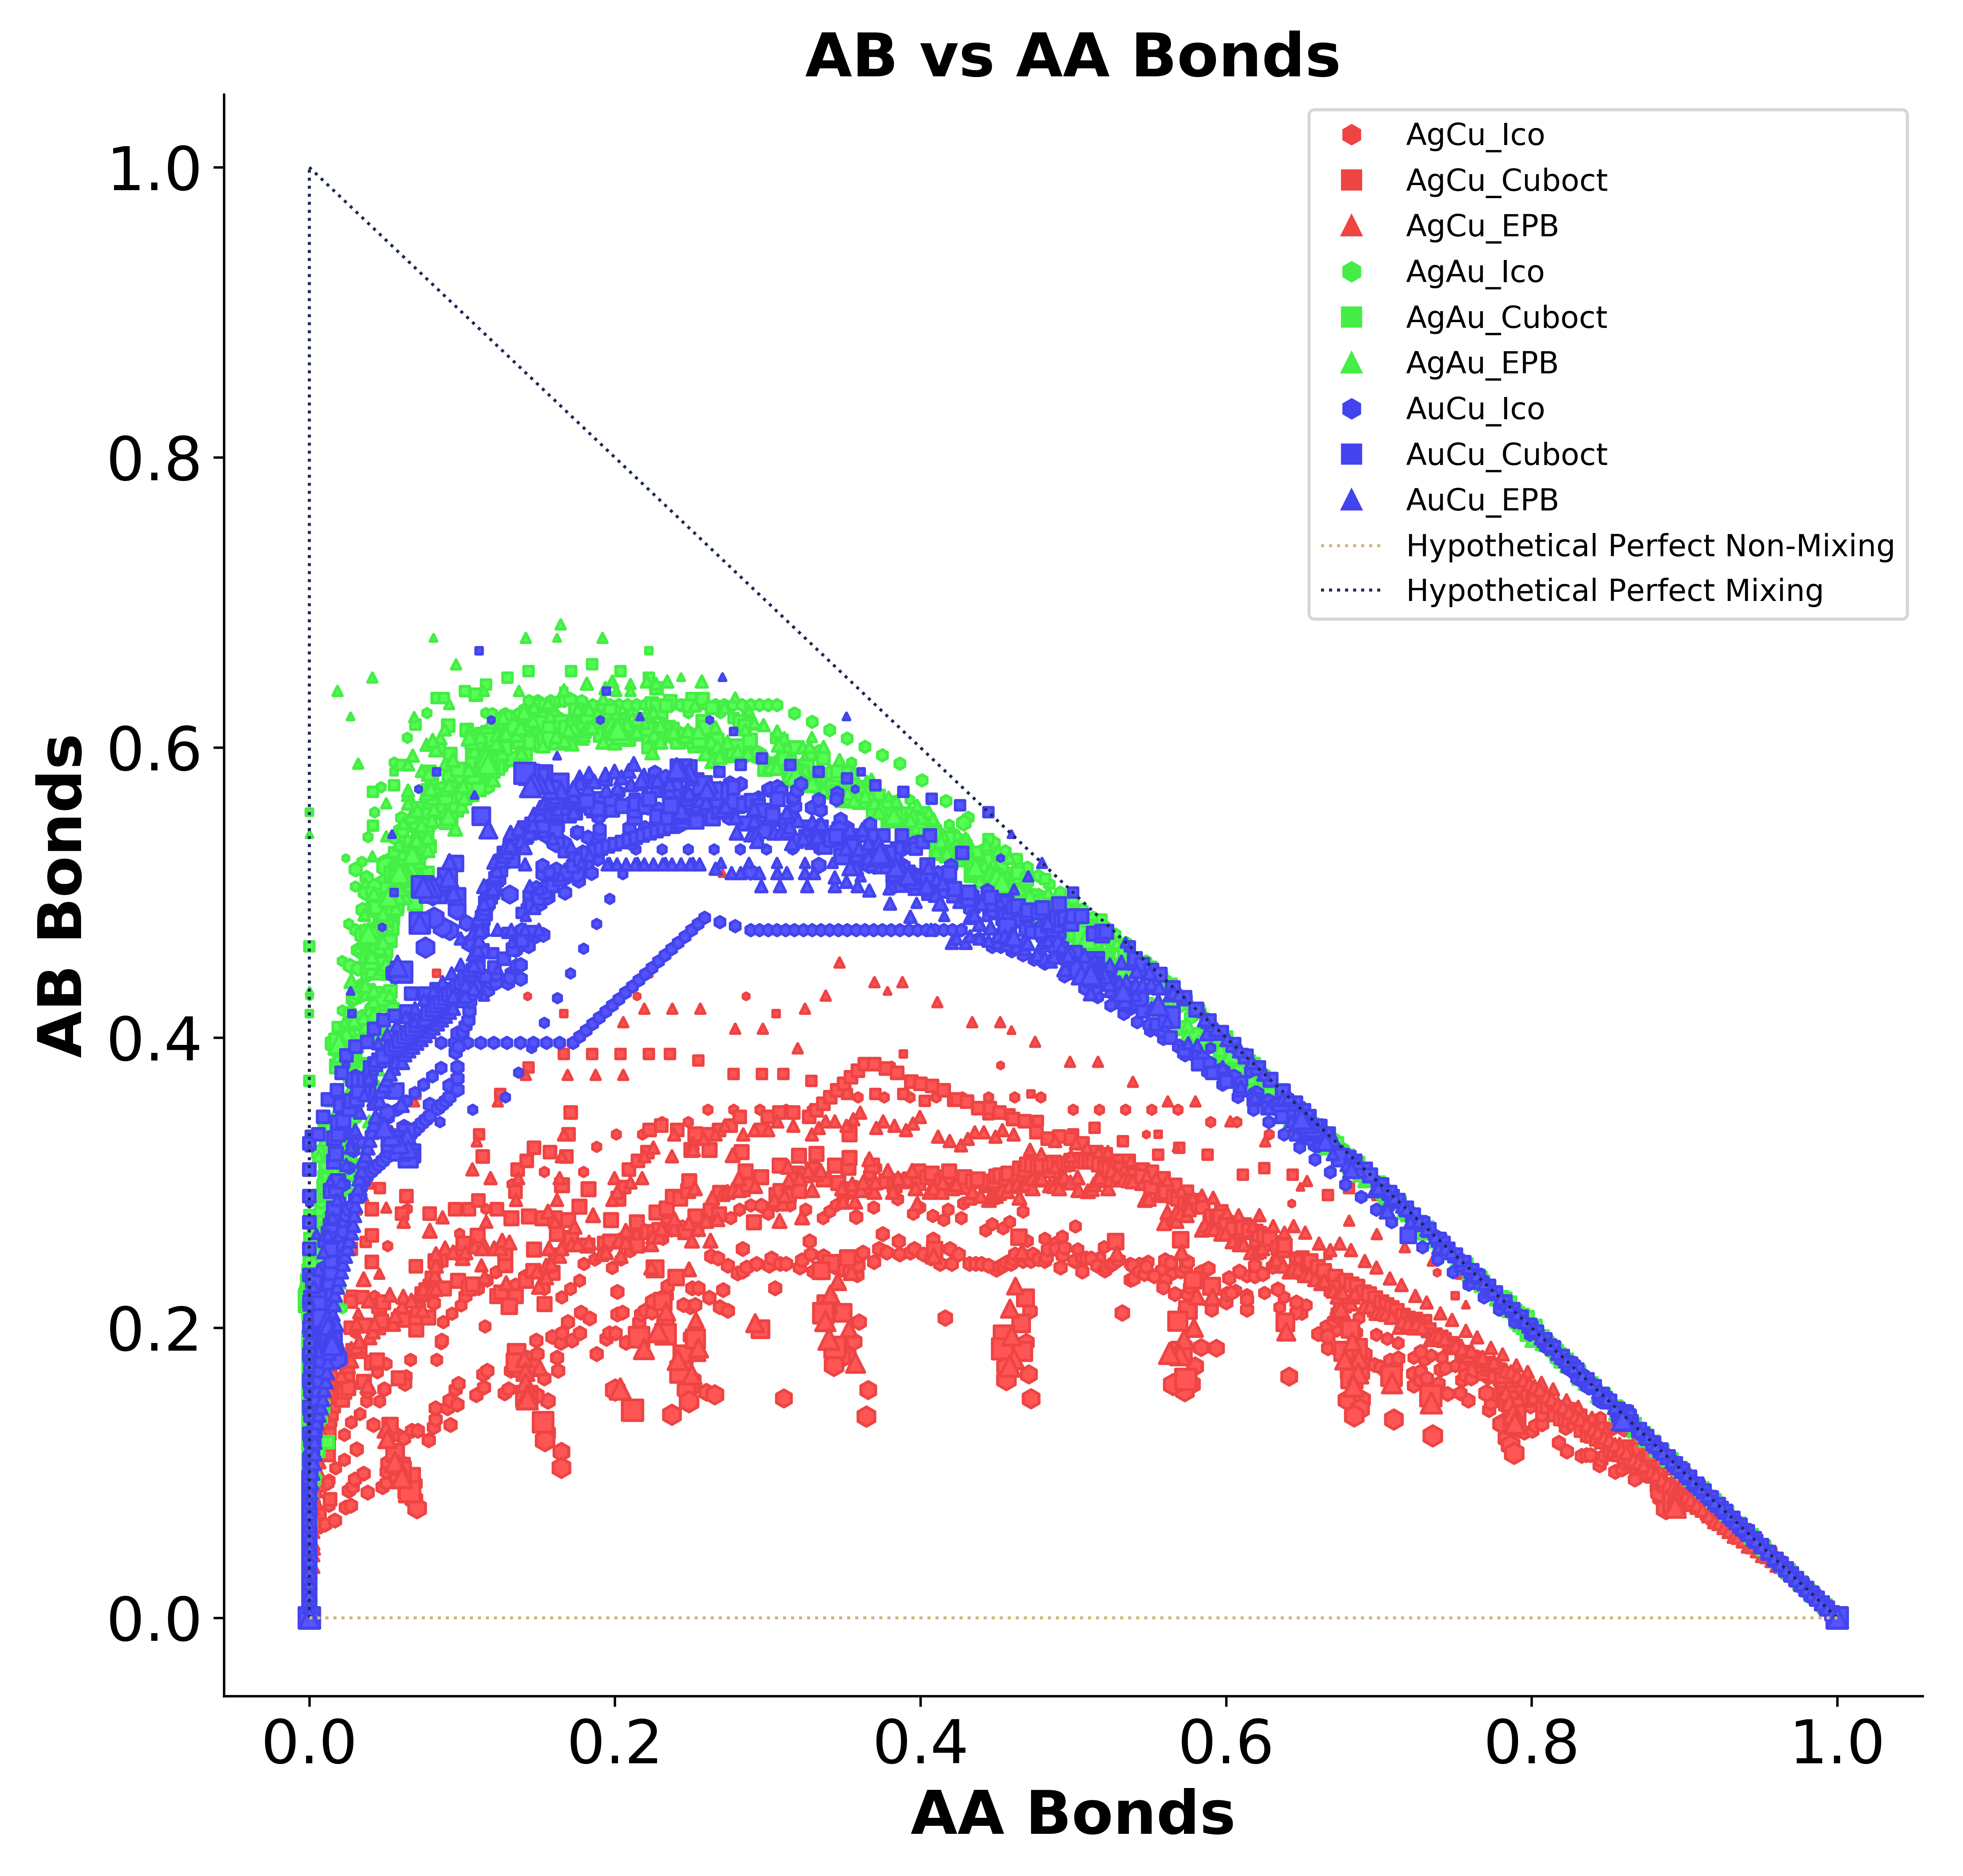 AB vs AA Bonds
AgCu_Ico
AgCu_Cuboct
AgCu_EPB
AgAu_Ico
AgAu_Cuboct
AgAu_EPB
AuCu_Ico
AuCu_Cuboct
AuCu_EPB
Hypothetical Perfect Non-Mixing
Hypothetical Perfect Mixing
AB Bonds
1.0
0.8
0.6
0.4
0.2
0.0
0.0 0.2 0.4 0.6 0.8 1.0
AA Bonds